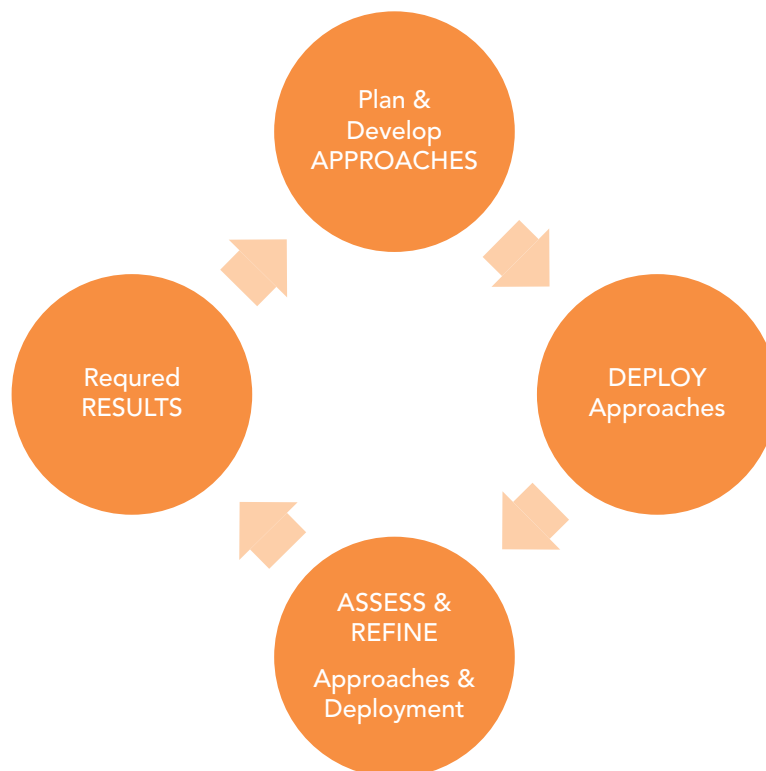 Plan &
Develop
APPROACHES
DEPLOY
Approaches
ASSESS &
REFINE
Approaches &
Deployment
Requred
RESULTS